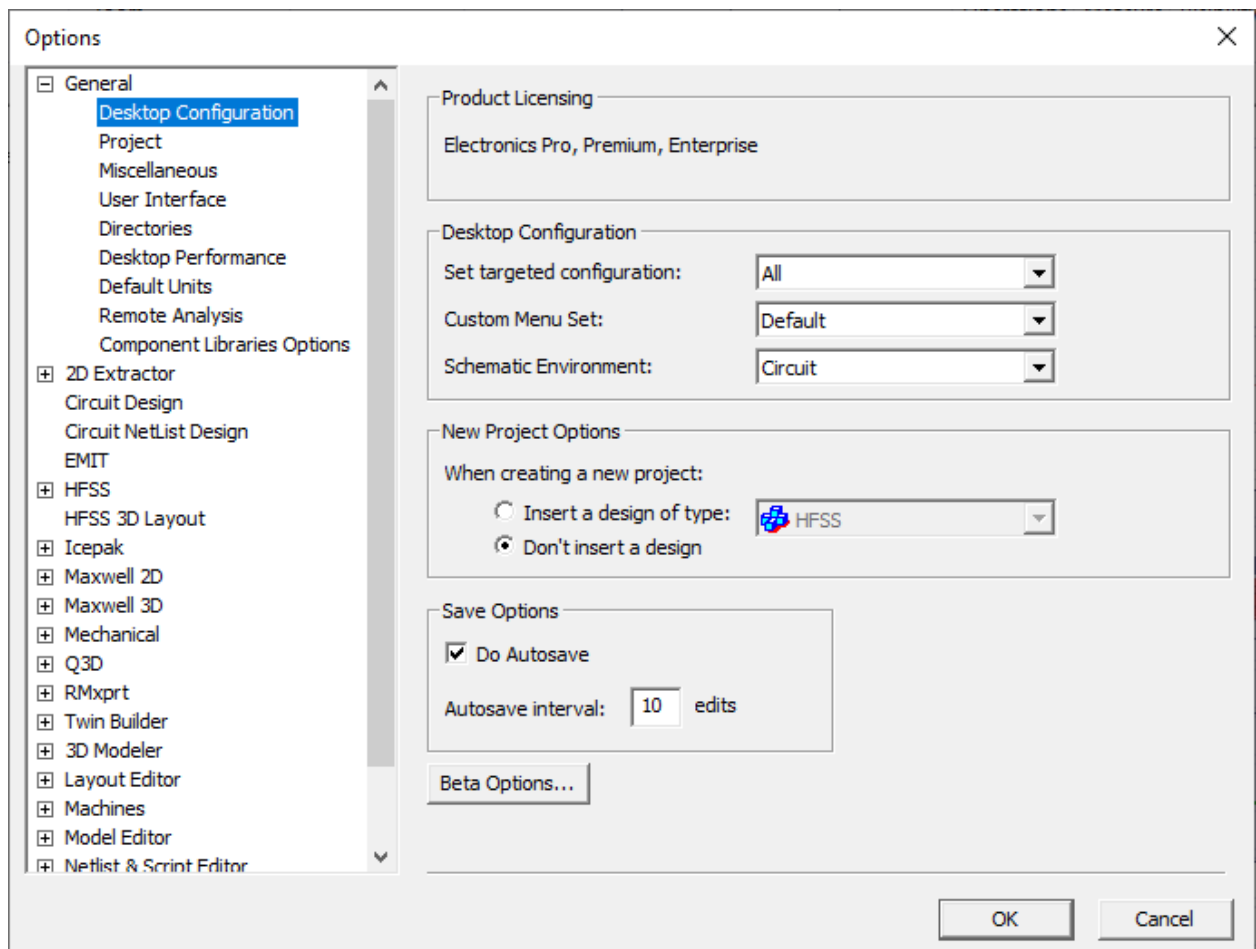 Options
General
Desktop Configuration
Project
Miscellaneous
User Interface
Directories
Desktop Performance
Default Units
Remote Analysis
Component Libraries Options
2D Extractor
Circuit Design
Circuit NetList Design
EMIT
HFSS
HFSS 3D Layout
Icepak
Maxwell 2D
Maxwell 3D
Mechanical
Q3D
RMxprt
Twin Builder
3D Modeler
Layout Editor
Machines
Model Editor
Netlist & Script Editor
Product Licensing
Electronics Pro, Premium, Enterprise
Desktop Configuration
Set targeted configuration: All
Custom Menu Set: Default
Schematic Environment: Circuit
New Project Options
When creating a new project:
Insert a design of type: HFSS
Don't insert a design
Save Options
Do Autosave
Autosave interval: 10 edits
Beta Options...
OK Cancel